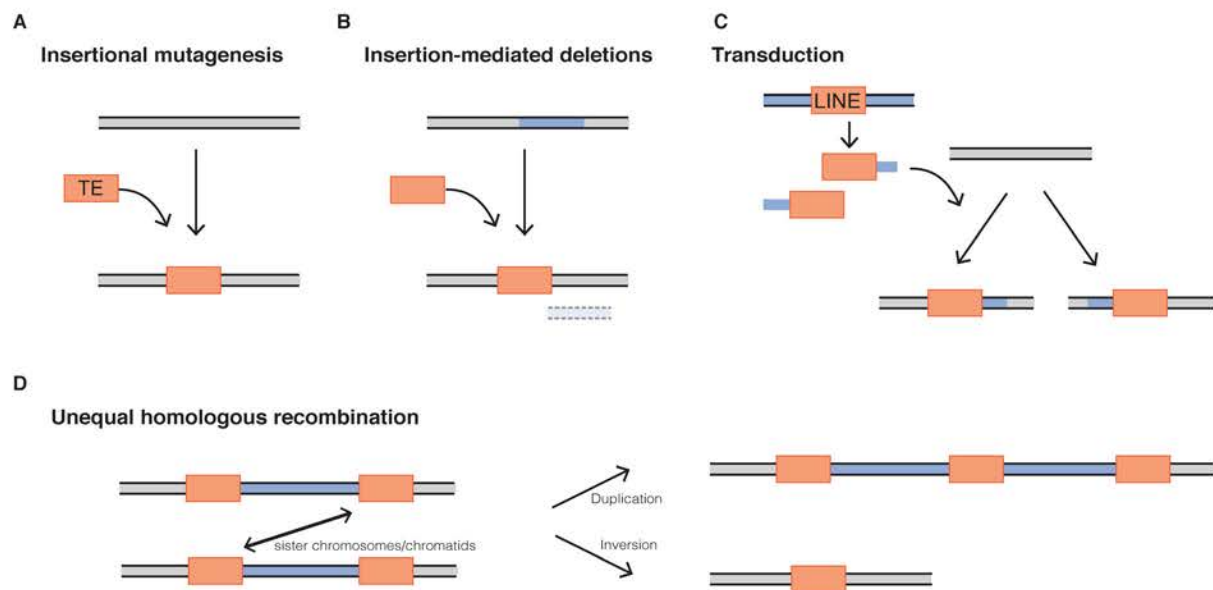 A
Insertional mutagenesis
TE
B
Insertion-mediated deletions
C
Transduction
LINE
D
Unequal homologous recombination
sister chromosomes/chromatids
Duplication
Inversion